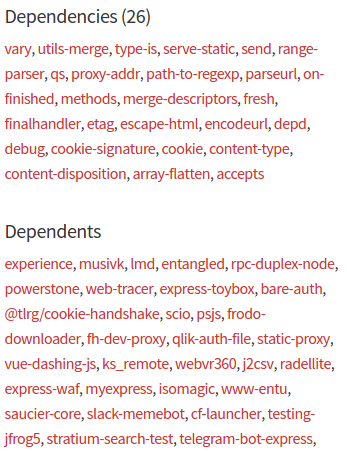 Dependencies (26)
vary, utils-merge, type-is, serve-static, send, range-
parser, qs, proxy-addr, path-to-regexp, parseurl, on-
finished, methods, merge-descriptors, fresh,
finalhandler, etag, escape-html, encodeurl, depd,
debug, cookie-signature, cookie, content-type,
content-disposition, array-flatten, accepts
Dependents
experience, musivk, lmd, entangled, rpc-duplex-node,
powerstone, web-tracer, express-toybox, bare-auth,
@tlrg/cookie-handshake, scio, psjs, frodo-
downloader, fh-dev-proxy, qlik-auth-file, static-proxy,
vue-dashing-js, ks_remote, webvr360, j2csv, radellite,
express-waf, myexpress, isomagic, www-entu,
saucier-core, slack-memebot, cf-launcher, testing-
jfrog5, stratium-search-test, telegram-bot-express,